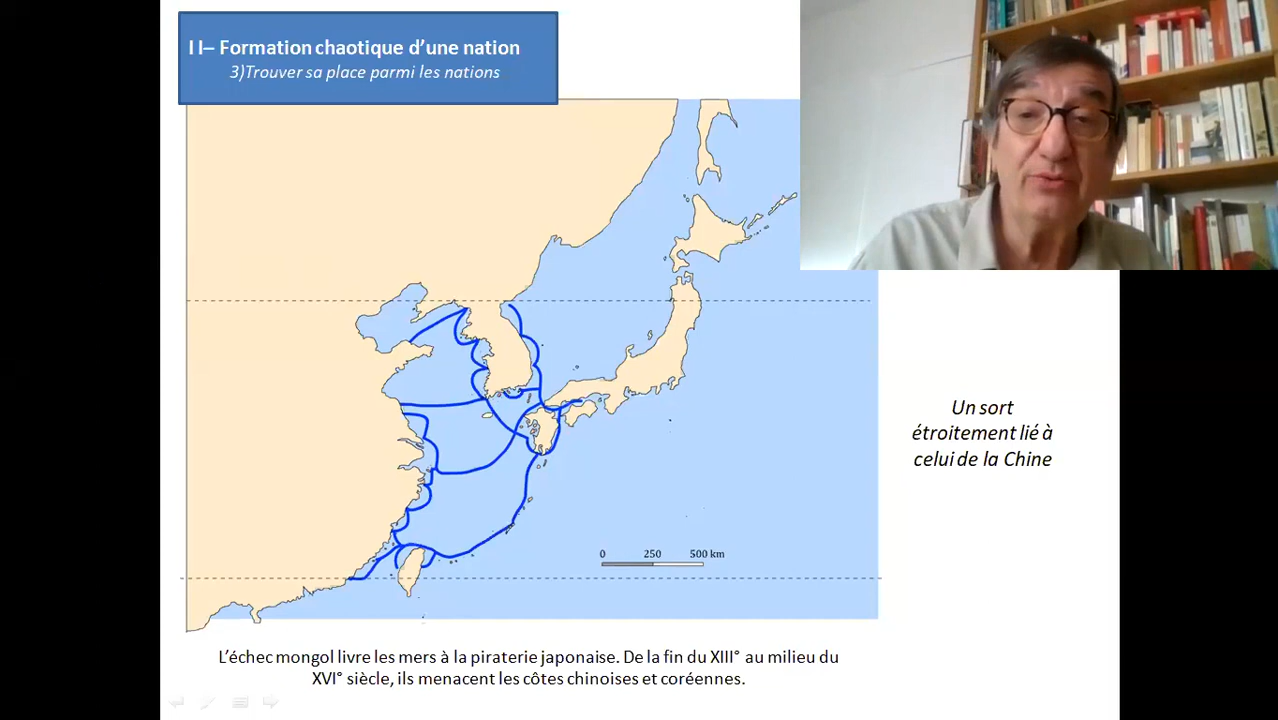 I I– Formation chaotique d'une nation
3)Trouver sa place parmi les nations
Un sort
étroitement lié à
celui de la Chine
0 250 500 km
L'échec mongol livre les mers à la piraterie japonaise. De la fin du XIII° au milieu du
XVI° siècle, ils menacent les côtes chinoises et coréennes.